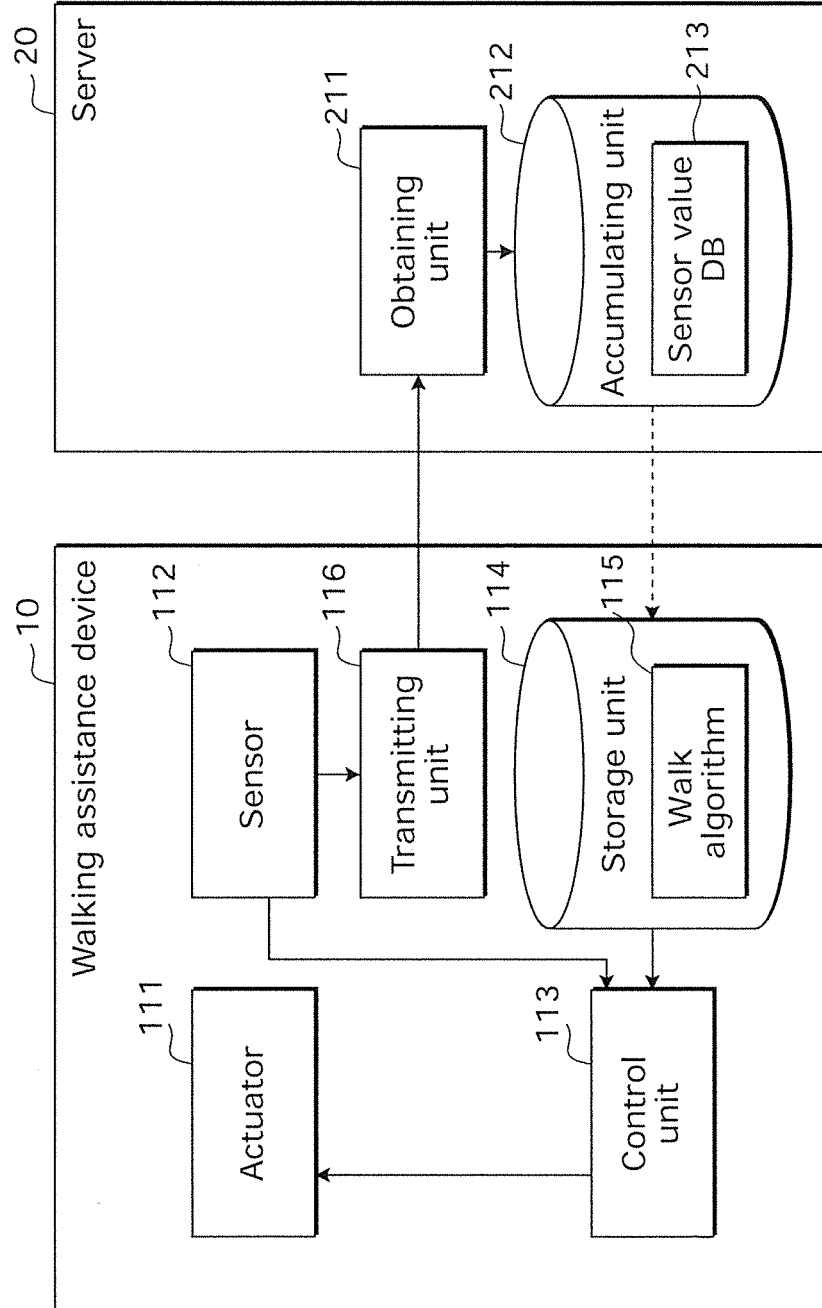 10
Walking assistance device
111
Actuator
112
Sensor
116
Transmitting
unit
113
Control
unit
114
Storage unit
115
Walk
algorithm
20
Server
211
Obtaining
unit
212
Accumulating unit
213
Sensor value
DB